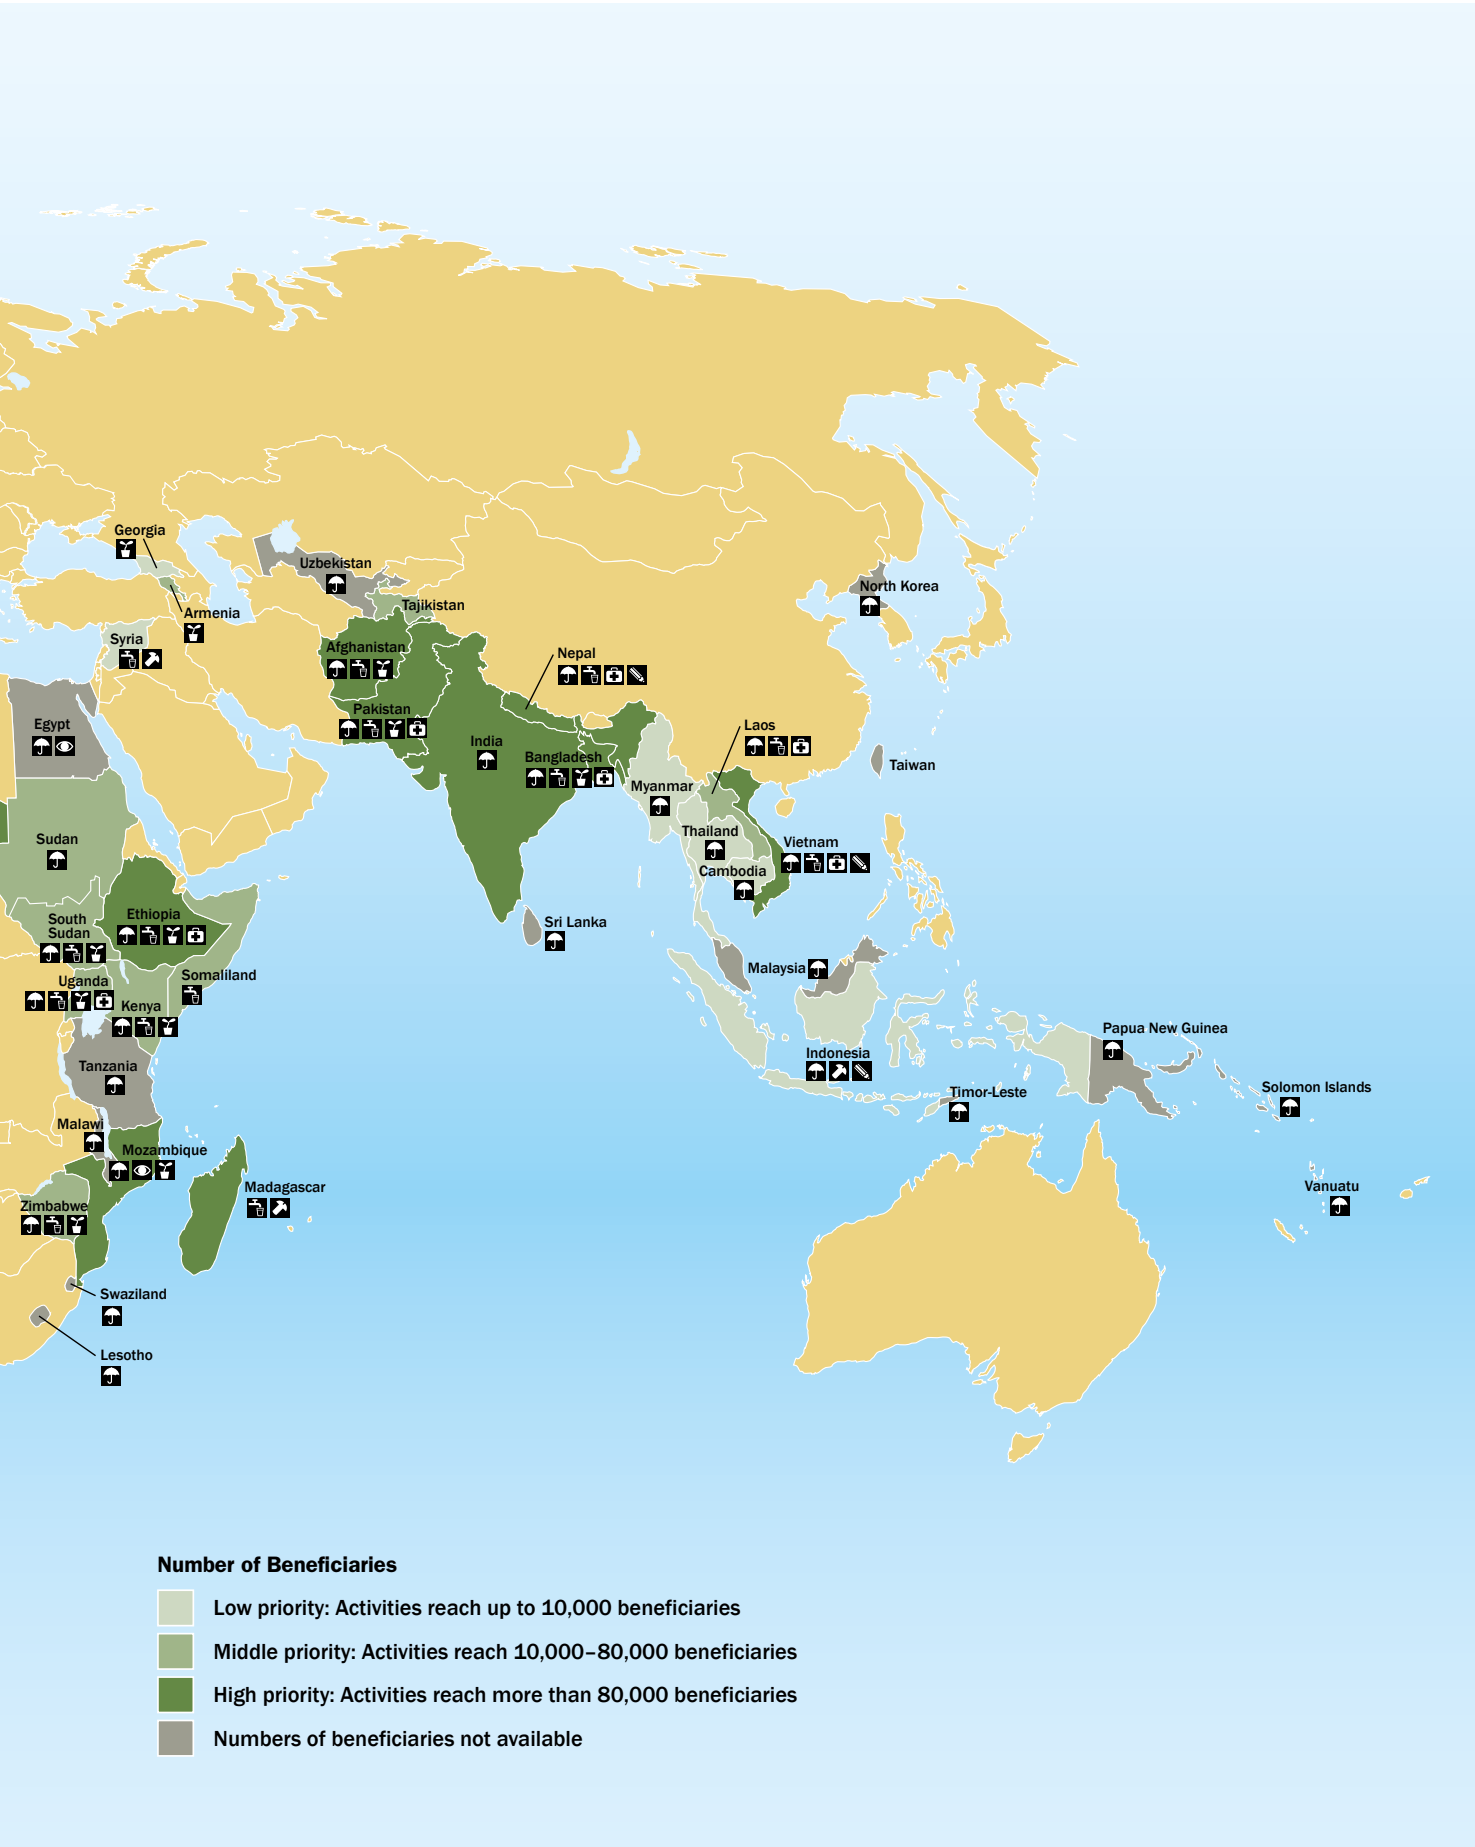 Georgia
Uzbekistan
North Korea
Tajikistan
Armenia
Syria
Afghanistan
Nepal
Pakistan
Egypt
Laos
India
Bangladesh
Taiwan
Myanmar
Thailand
Sudan
Vietnam
Cambodia
South
Sudan
Ethiopia
Sri Lanka
Malaysia
Somaliland
Uganda
Kenya
Papua New Guinea
Indonesia
Tanzania
Timor-Leste
Solomon Islands
Malawi
Mozambique
Madagascar
Vanuatu
Zimbabwe
Swaziland
Lesotho
Number of Beneficiaries
Low priority: Activities reach up to 10,000 beneficiaries
Middle priority: Activities reach 10,000–80,000 beneficiaries
High priority: Activities reach more than 80,000 beneficiaries
Numbers of beneficiaries not available